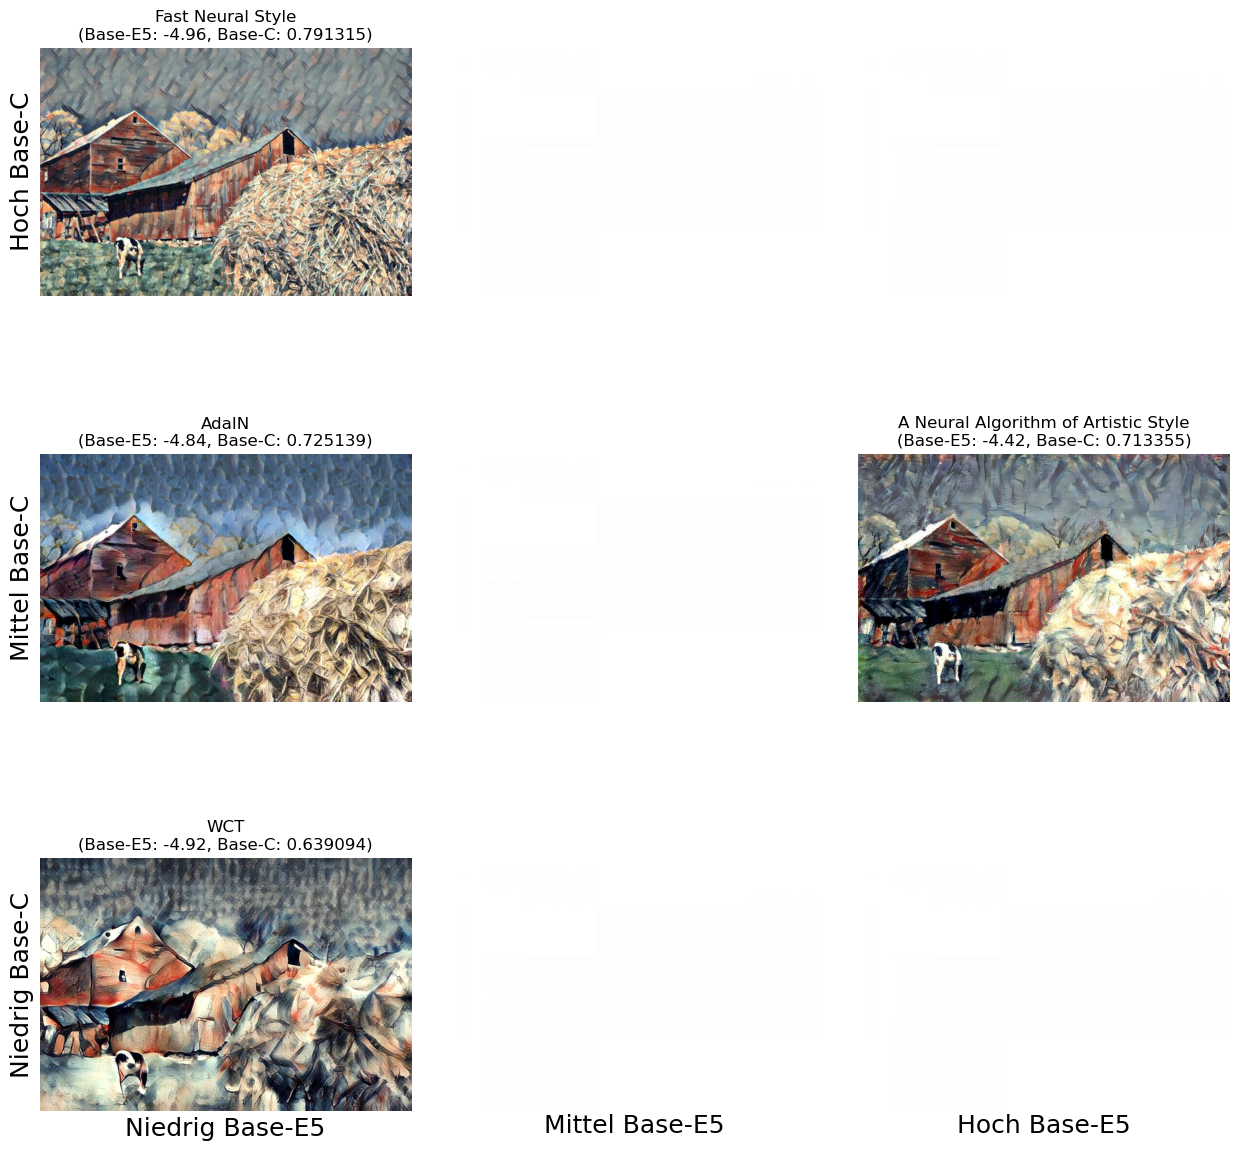 Fast Neural Style
(Base-E5: -4.96, Base-C: 0.791315)
Hoch Base-C
AdaIN
(Base-E5: -4.84, Base-C: 0.725139)
A Neural Algorithm of Artistic Style
(Base-E5: -4.42, Base-C: 0.713355)
Mittel Base-C
WCT
(Base-E5: -4.92, Base-C: 0.639094)
Niedrig Base-C
Niedrig Base-E5
Mittel Base-E5
Hoch Base-E5